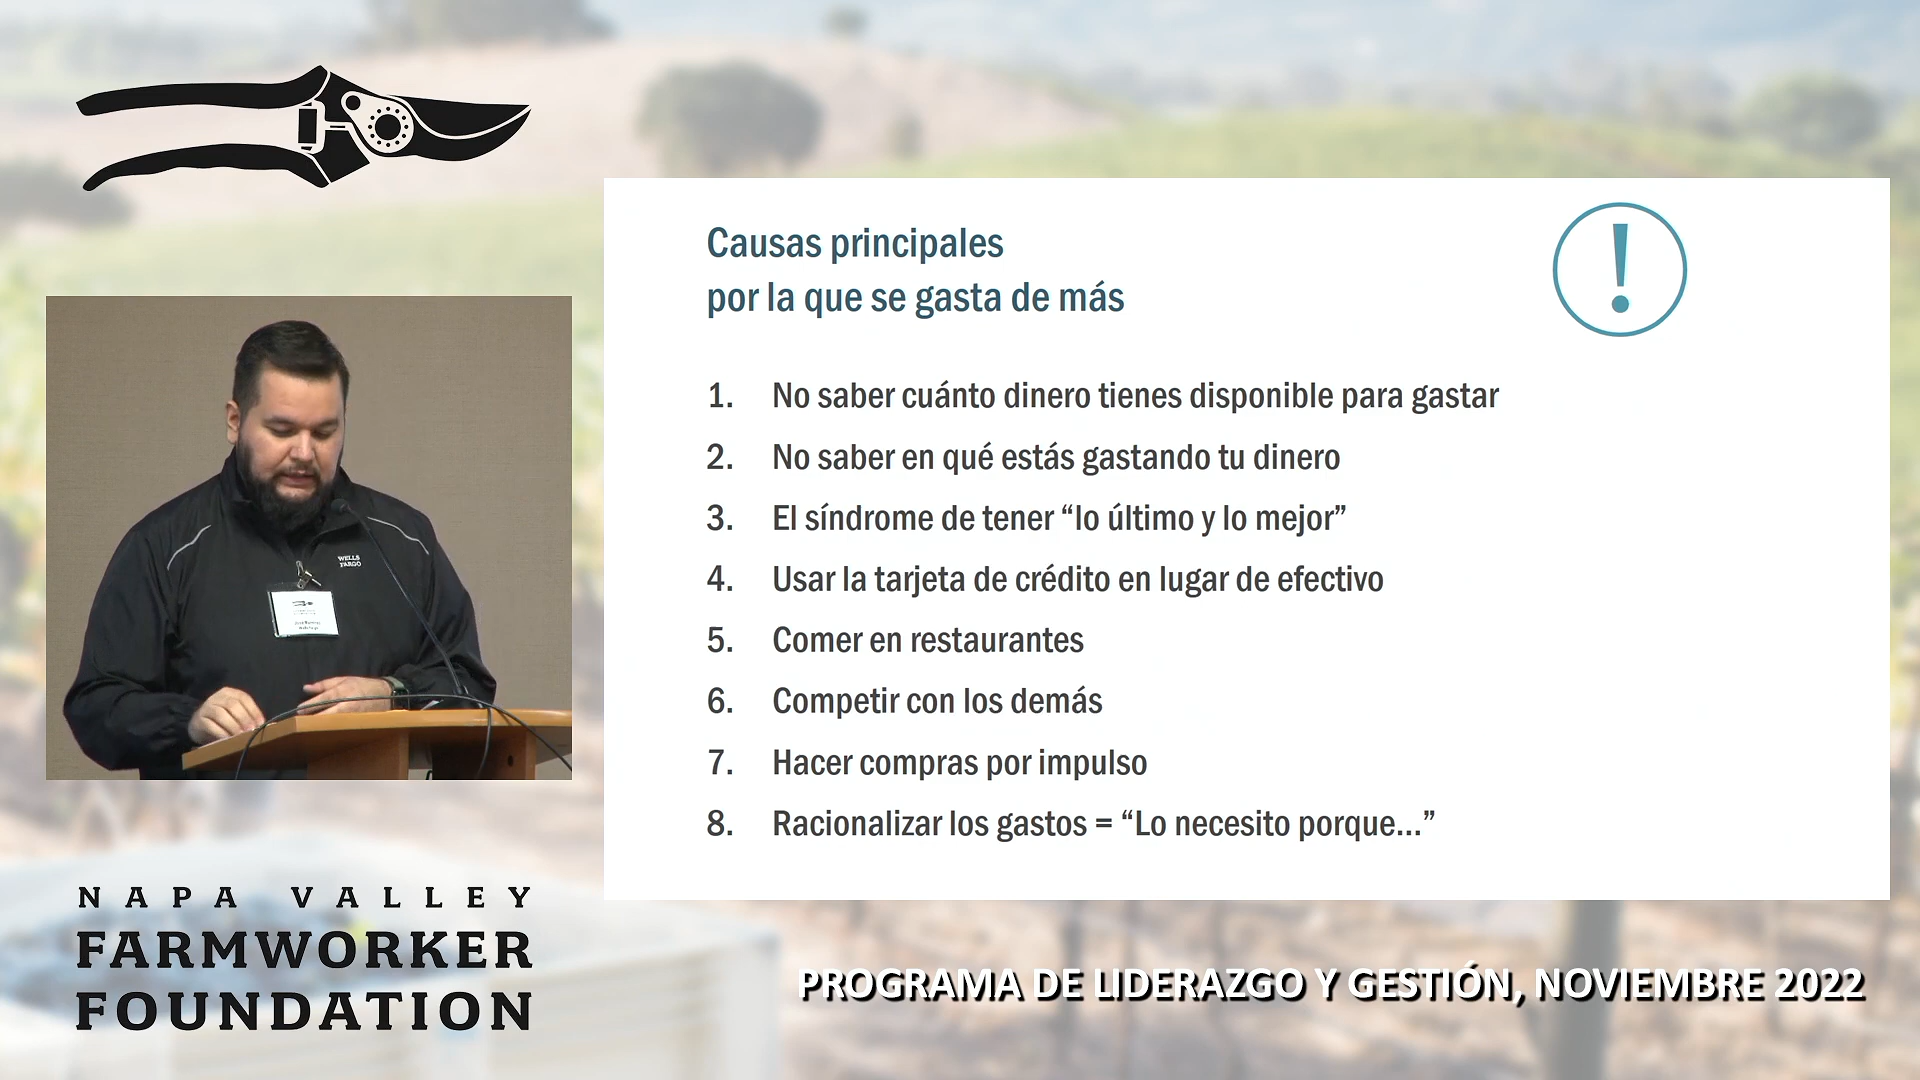 Causas principales
por la que se gasta de más
1. No saber cuánto dinero tienes disponible para gastar
2. No saber en qué estás gastando tu dinero
3. El síndrome de tener “lo último y lo mejor”
4. Usar la tarjeta de crédito en lugar de efectivo
5. Comer en restaurantes
6. Competir con los demás
7. Hacer compras por impulso
8. Racionalizar los gastos = “Lo necesito porque...”
WELLS
FARGO
NAPA VALLEY
FARMWORKER
FOUNDATION
PROGRAMA DE LIDERAZGO Y GESTIÓN, NOVIEMBRE 2022